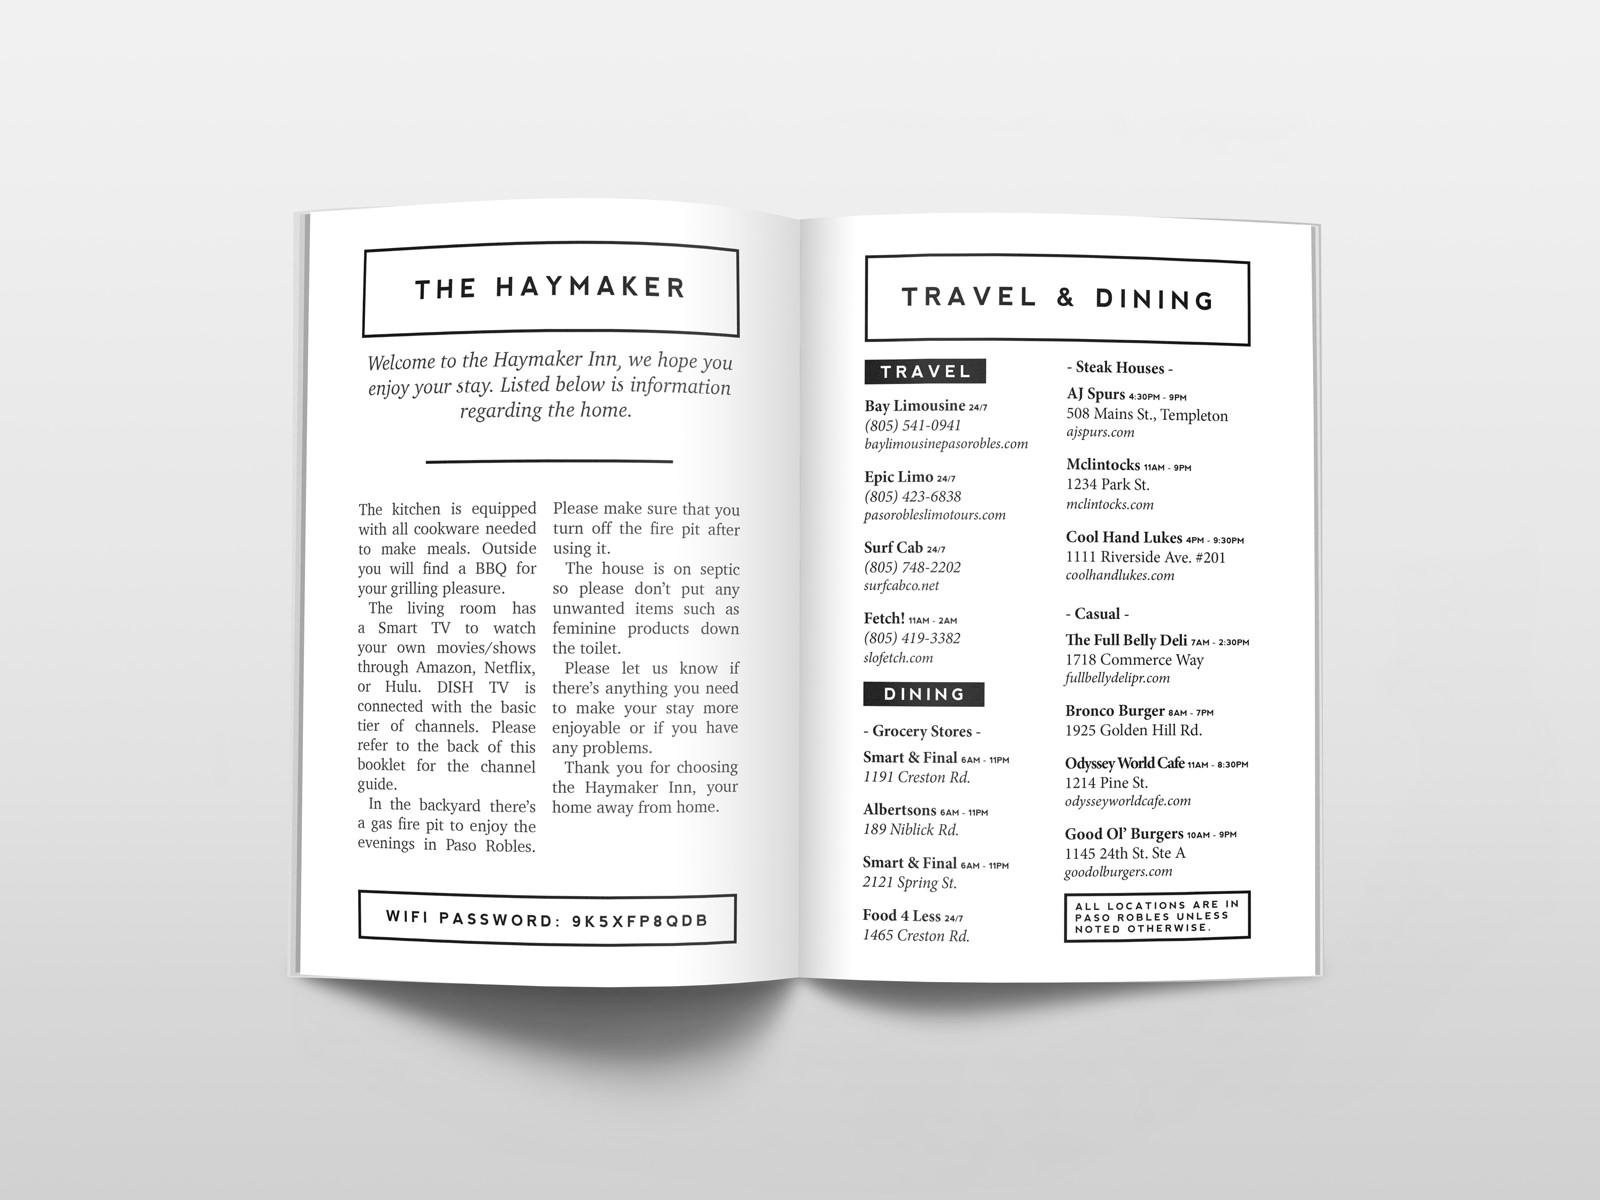 THE HAYMAKER
Welcome to the Haymaker Inn, we hope you
enjoy your stay. Listed below is information
regarding the home.
The kitchen is equipped
with all cookware needed
to make meals. Outside
you will find a BBQ for
your grilling pleasure.
The living room has
a Smart TV to watch
your own movies/shows
through Amazon, Netflix,
or Hulu. DISH TV is
connected with the basic
tier of channels. Please
refer to the back of this
booklet for the channel
guide.
In the backyard there's
a gas fire pit to enjoy the
evenings in Paso Robles.
Please make sure that you
turn off the fire pit after
using it.
The house is on septic
so please don't put any
unwanted items such as
feminine products down
the toilet.
Please let us know if
there's anything you need
to make your stay more
enjoyable or if you have
any problems.
Thank you for choosing
the Haymaker Inn, your
home away from home.
WIFI PASSWORD: 9K5XFP8QDB
TRAVEL & DINING
TRAVEL
Bay Limousine 24/7
(805) 541-0941
baylimousinepasorobles.com
Epic Limo 24/7
(805) 423-6838
pasorobleslimotours.com
Surf Cab 24/7
(805) 748-2202
surfcabco.net
Fetch! 11AM - 2AM
(805) 419-3382
slofetch.com
DINING
- Grocery Stores -
Smart & Final 6AM - 11PM
1191 Creston Rd.
Albertsons 6AM - 11PM
189 Niblick Rd.
Smart & Final 6AM - 11PM
2121 Spring St.
Food 4 Less 24/7
1465 Creston Rd.
- Steak Houses -
AJ Spurs 4:30PM - 9PM
508 Mains St., Templeton
ajspurs.com
Mclintocks 11AM - 9PM
1234 Park St.
mclintocks.com
Cool Hand Lukes 4PM - 9:30PM
1111 Riverside Ave. #201
coolhandlukes.com
- Casual -
The Full Belly Deli 7AM - 2:30PM
1718 Commerce Way
fullbellydelipr.com
Bronco Burger 8AM - 7PM
1925 Golden Hill Rd.
Odyssey World Cafe 11AM - 8:30PM
1214 Pine St.
odysseyworldcafe.com
Good Ol' Burgers 10AM - 9PM
1145 24th St. Ste A
goodolburgers.com
ALL LOCATIONS ARE IN
PASO ROBLES UNLESS
NOTED OTHERWISE.